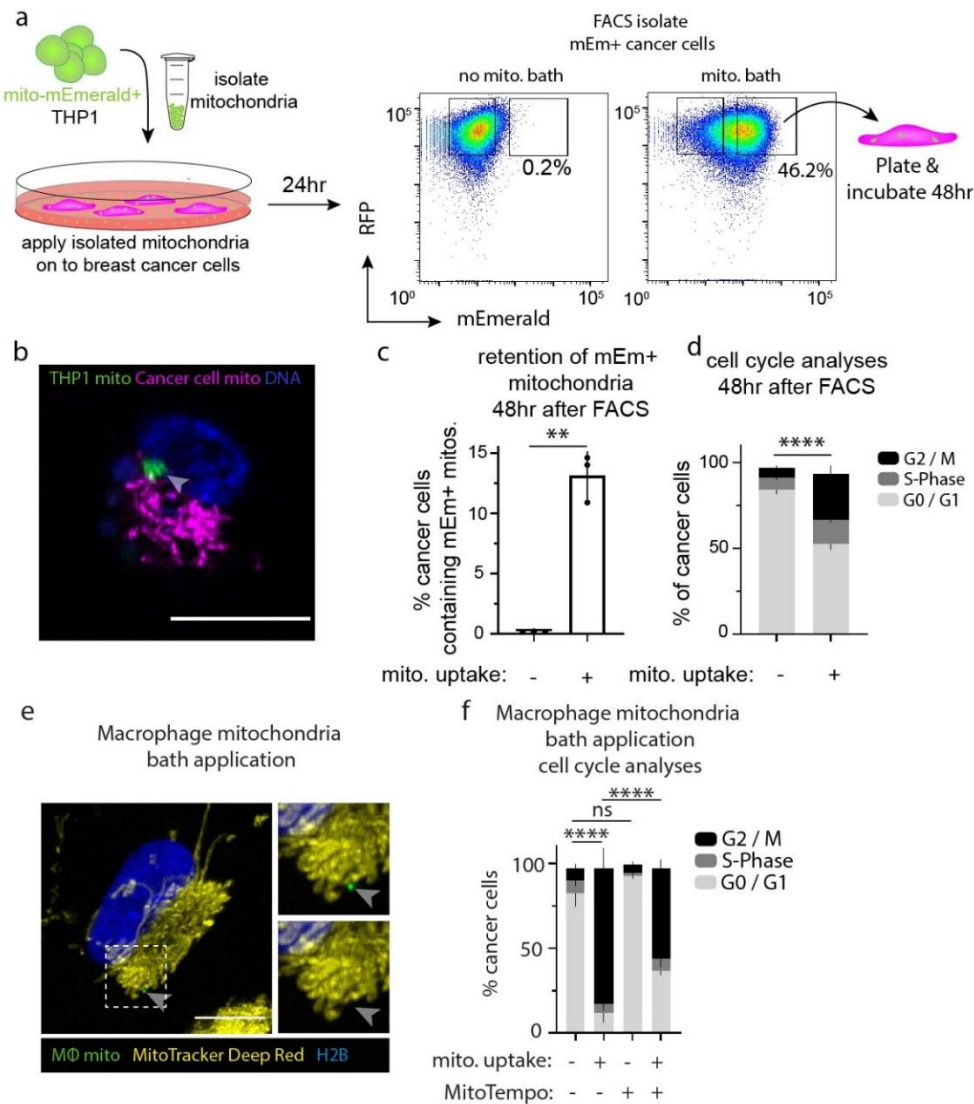 a
mito-mEmerald+
THP1
isolate
mitochondria
apply isolated mitochondria
on to breast cancer cells
24hr
FACS isolate
mEm+ cancer cells
no mito. bath
mito. bath
10⁵
RFP
0.2%
46.2%
10⁰
10⁵
10⁰
10⁵
mEmerald
Plate &
incubate 48hr
b
THP1 mito Cancer cell mito DNA
c
retention of mEm+
mitochondria
48hr after FACS
**
% cancer cells
containing mEm+ mitos.
15
10
5
0
mito. uptake: - +
d
cell cycle analyses
48hr after FACS
****
% of cancer cells
100
50
0
G2 / M
S-Phase
G0 / G1
mito. uptake: - +
e
Macrophage mitochondria
bath application
MΦ mito MitoTracker Deep Red H2B
f
Macrophage mitochondria
bath application
cell cycle analyses
****
ns
****
% cancer cells
100
50
0
G2 / M
S-Phase
G0 / G1
mito. uptake: - + - +
MitoTempo: - - + +